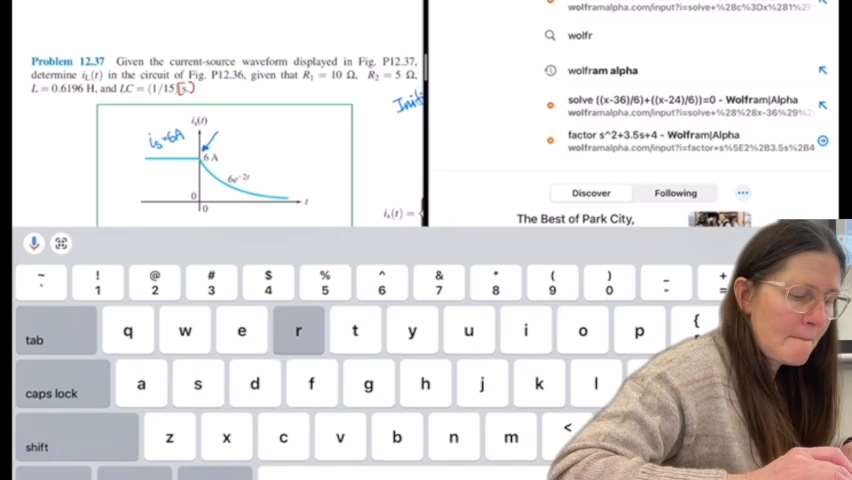 Problem 12.37 Given the current-source waveform displayed in Fig. P12.37,
determine iL(t) in the circuit of Fig. P12.36, given that R1 = 10 Ω, R2 = 5 Ω,
L = 0.6196 H, and LC = (1/15)[s].
Initi
is(t)
is=6A
6 A
6e−2t
0
t
0
is(t) =
wolframalpha.com/input?i=solve+%28c%3Dx%281%2F
wolfr
wolfram alpha
solve ((x-36)/6)+((x-24)/6)=0 - Wolfram|Alpha
wolframalpha.com/input?i=solve+%28%28x-36%29%
factor s^2+3.5s+4 - Wolfram|Alpha
wolframalpha.com/input?i=factor+s%5E2%2B3.5s%2B4
Discover Following
The Best of Park City,
~ ! @ # $ % ^ & * ( ) _ +
` 1 2 3 4 5 6 7 8 9 0 - =
tab q w e r t y u i o p { [
caps lock a s d f g h j k l
shift z x c v b n m <